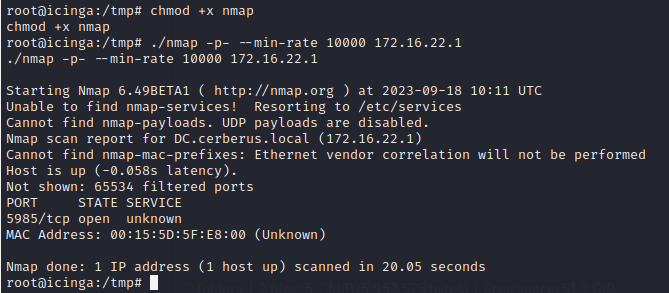 root@icinga:/tmp# chmod +x nmap
chmod +x nmap
root@icinga:/tmp# ./nmap -p- --min-rate 10000 172.16.22.1
./nmap -p- --min-rate 10000 172.16.22.1

Starting Nmap 6.49BETA1 ( http://nmap.org ) at 2023-09-18 10:11 UTC
Unable to find nmap-services!  Resorting to /etc/services
Cannot find nmap-payloads. UDP payloads are disabled.
Nmap scan report for DC.cerberus.local (172.16.22.1)
Cannot find nmap-mac-prefixes: Ethernet vendor correlation will not be performed
Host is up (-0.058s latency).
Not shown: 65534 filtered ports
PORT     STATE SERVICE
5985/tcp open  unknown
MAC Address: 00:15:5D:5F:E8:00 (Unknown)

Nmap done: 1 IP address (1 host up) scanned in 20.05 seconds
root@icinga:/tmp#